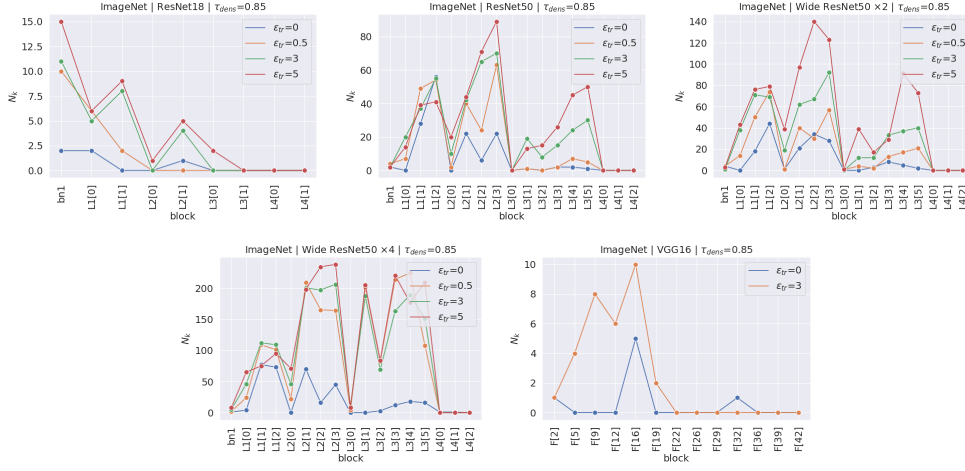 ImageNet | ResNet18 | τdens=0.85
Nk
15.0
12.5
10.0
7.5
5.0
2.5
0.0
εtr=0
εtr=0.5
εtr=3
εtr=5
bn1
L1[0]
L1[1]
L2[0]
L2[1]
L3[0]
L3[1]
L4[0]
L4[1]
block
ImageNet | ResNet50 | τdens=0.85
Nk
80
60
40
20
0
εtr=0
εtr=0.5
εtr=3
εtr=5
bn1
L1[0]
L1[1]
L1[2]
L2[0]
L2[1]
L2[2]
L2[3]
L3[0]
L3[1]
L3[2]
L3[3]
L3[4]
L3[5]
L4[0]
L4[1]
L4[2]
block
ImageNet | Wide ResNet50 ×2 | τdens=0.85
Nk
140
120
100
80
60
40
20
0
εtr=0
εtr=0.5
εtr=3
εtr=5
bn1
L1[0]
L1[1]
L1[2]
L2[0]
L2[1]
L2[2]
L2[3]
L3[0]
L3[1]
L3[2]
L3[3]
L3[4]
L3[5]
L4[0]
L4[1]
L4[2]
block
ImageNet | Wide ResNet50 ×4 | τdens=0.85
Nk
200
150
100
50
0
εtr=0
εtr=0.5
εtr=3
εtr=5
bn1
L1[0]
L1[1]
L1[2]
L2[0]
L2[1]
L2[2]
L2[3]
L3[0]
L3[1]
L3[2]
L3[3]
L3[4]
L3[5]
L4[0]
L4[1]
L4[2]
block
ImageNet | VGG16 | τdens=0.85
Nk
10
8
6
4
2
0
εtr=0
εtr=3
F[2]
F[5]
F[9]
F[12]
F[16]
F[19]
F[22]
F[26]
F[29]
F[32]
F[36]
F[39]
F[42]
block